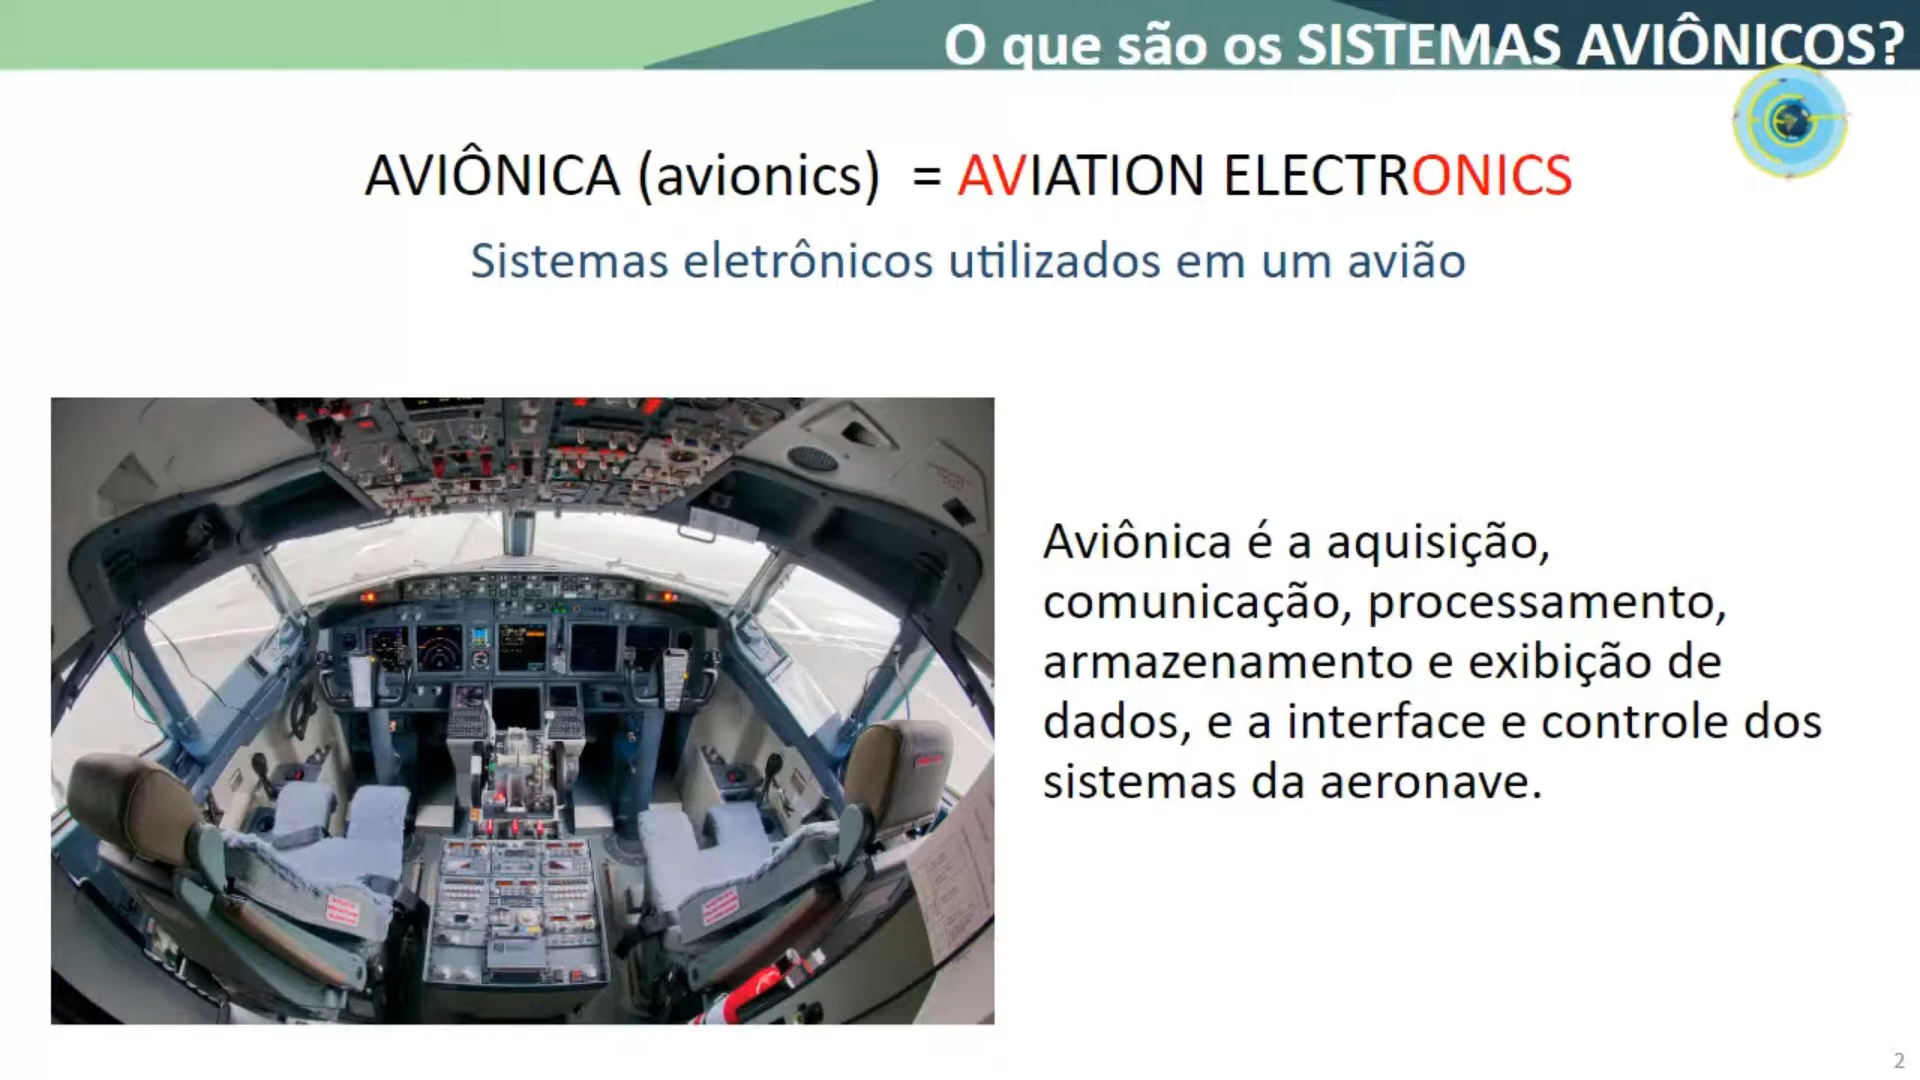 O que são os SISTEMAS AVIÔNICOS?
AVIÔNICA (avionics) = AVIATION ELECTRONICS
Sistemas eletrônicos utilizados em um avião
Aviônica é a aquisição,
comunicação, processamento,
armazenamento e exibição de
dados, e a interface e controle dos
sistemas da aeronave.
2